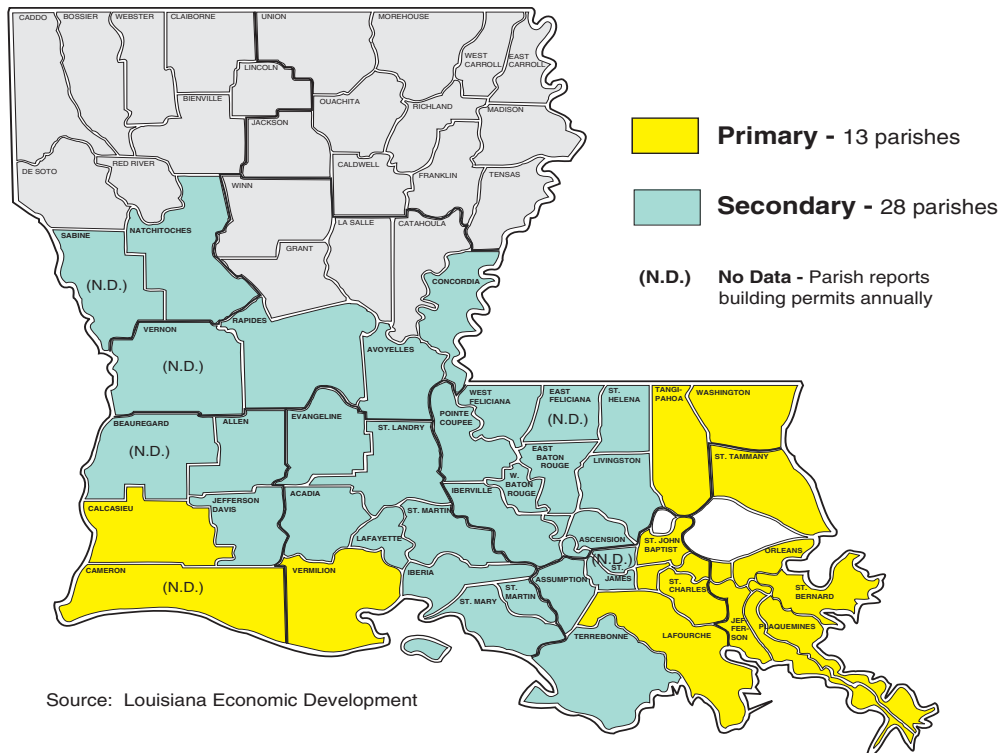 CADDO
BOSSIER
WEBSTER
CLAIBORNE
UNION
MOREHOUSE
WEST
CARROLL
EAST
CARROLL
LINCOLN
BIENVILLE
OUACHITA
RICHLAND
MADISON
JACKSON
DE SOTO
RED RIVER
CALDWELL
FRANKLIN
TENSAS
WINN
LA SALLE
CATAHOULA
GRANT
SABINE
(N.D.)
NATCHITOCHES
CONCORDIA
VERNON
(N.D.)
RAPIDES
AVOYELLES
Primary - 13 parishes
Secondary - 28 parishes
(N.D.) No Data - Parish reports
building permits annually
BEAUREGARD
(N.D.)
ALLEN
EVANGELINE
ST. LANDRY
POINTE
COUPEE
WEST
FELICIANA
EAST
FELICIANA
(N.D.)
ST.
HELENA
TANGI-
PAHOA
WASHINGTON
EAST
BATON
ROUGE
LIVINGSTON
ST. TAMMANY
W.
BATON
ROUGE
CALCASIEU
JEFFERSON
DAVIS
ACADIA
LAFAYETTE
ST. MARTIN
IBERVILLE
ASCENSION
ST. JOHN
BAPTIST
ORLEANS
CAMERON
(N.D.)
VERMILION
IBERIA
ST. MARY
ST.
MARTIN
ASSUMPTION
(N.D.)
ST.
JAMES
ST.
CHARLES
ST.
BERNARD
JEF-
FER-
SON
PLAQUEMINES
TERREBONNE
LAFOURCHE
Source: Louisiana Economic Development